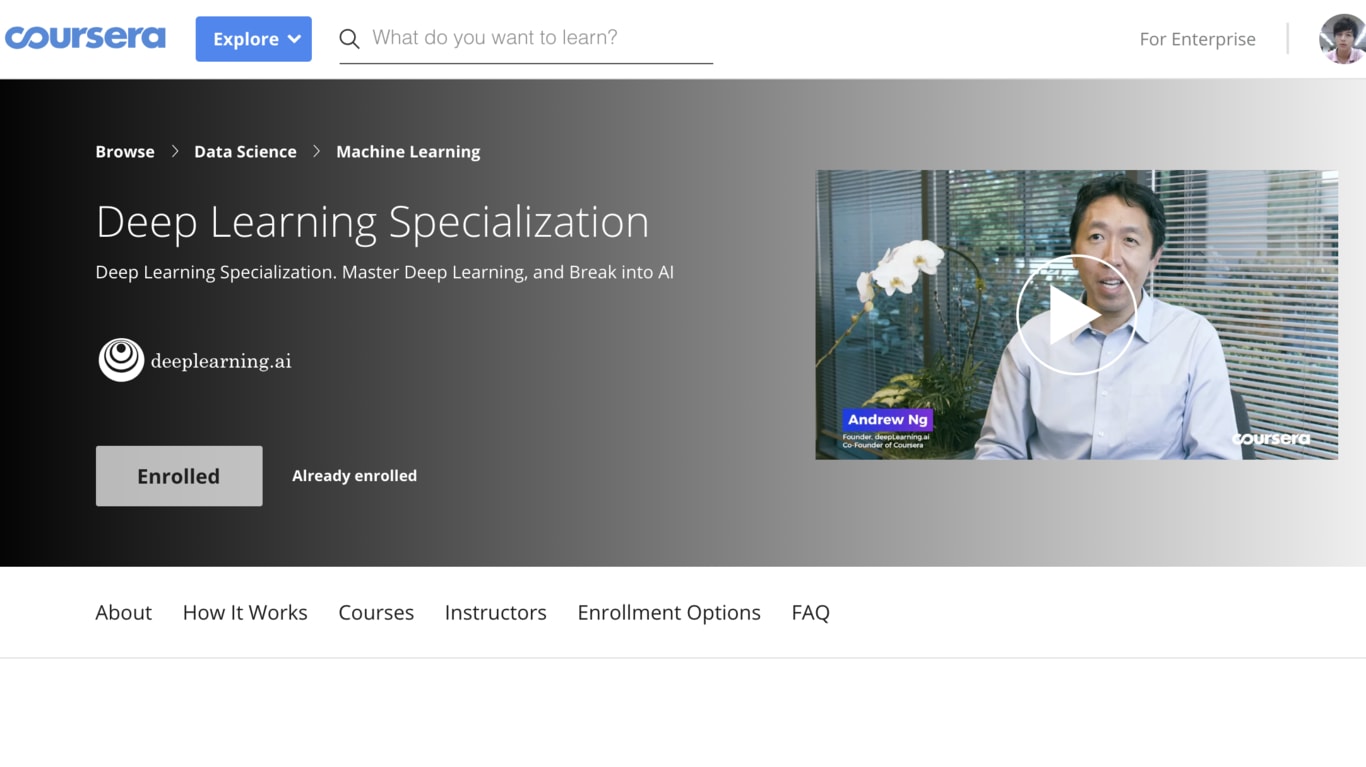 coursera
Explore
What do you want to learn?
For Enterprise
Browse
Data Science
Machine Learning
Deep Learning Specialization
Deep Learning Specialization. Master Deep Learning, and Break into AI
deeplearning.ai
Enrolled
Already enrolled
Andrew Ng
Founder, deepLearning.ai
Co-Founder of Coursera
coursera
About
How It Works
Courses
Instructors
Enrollment Options
FAQ